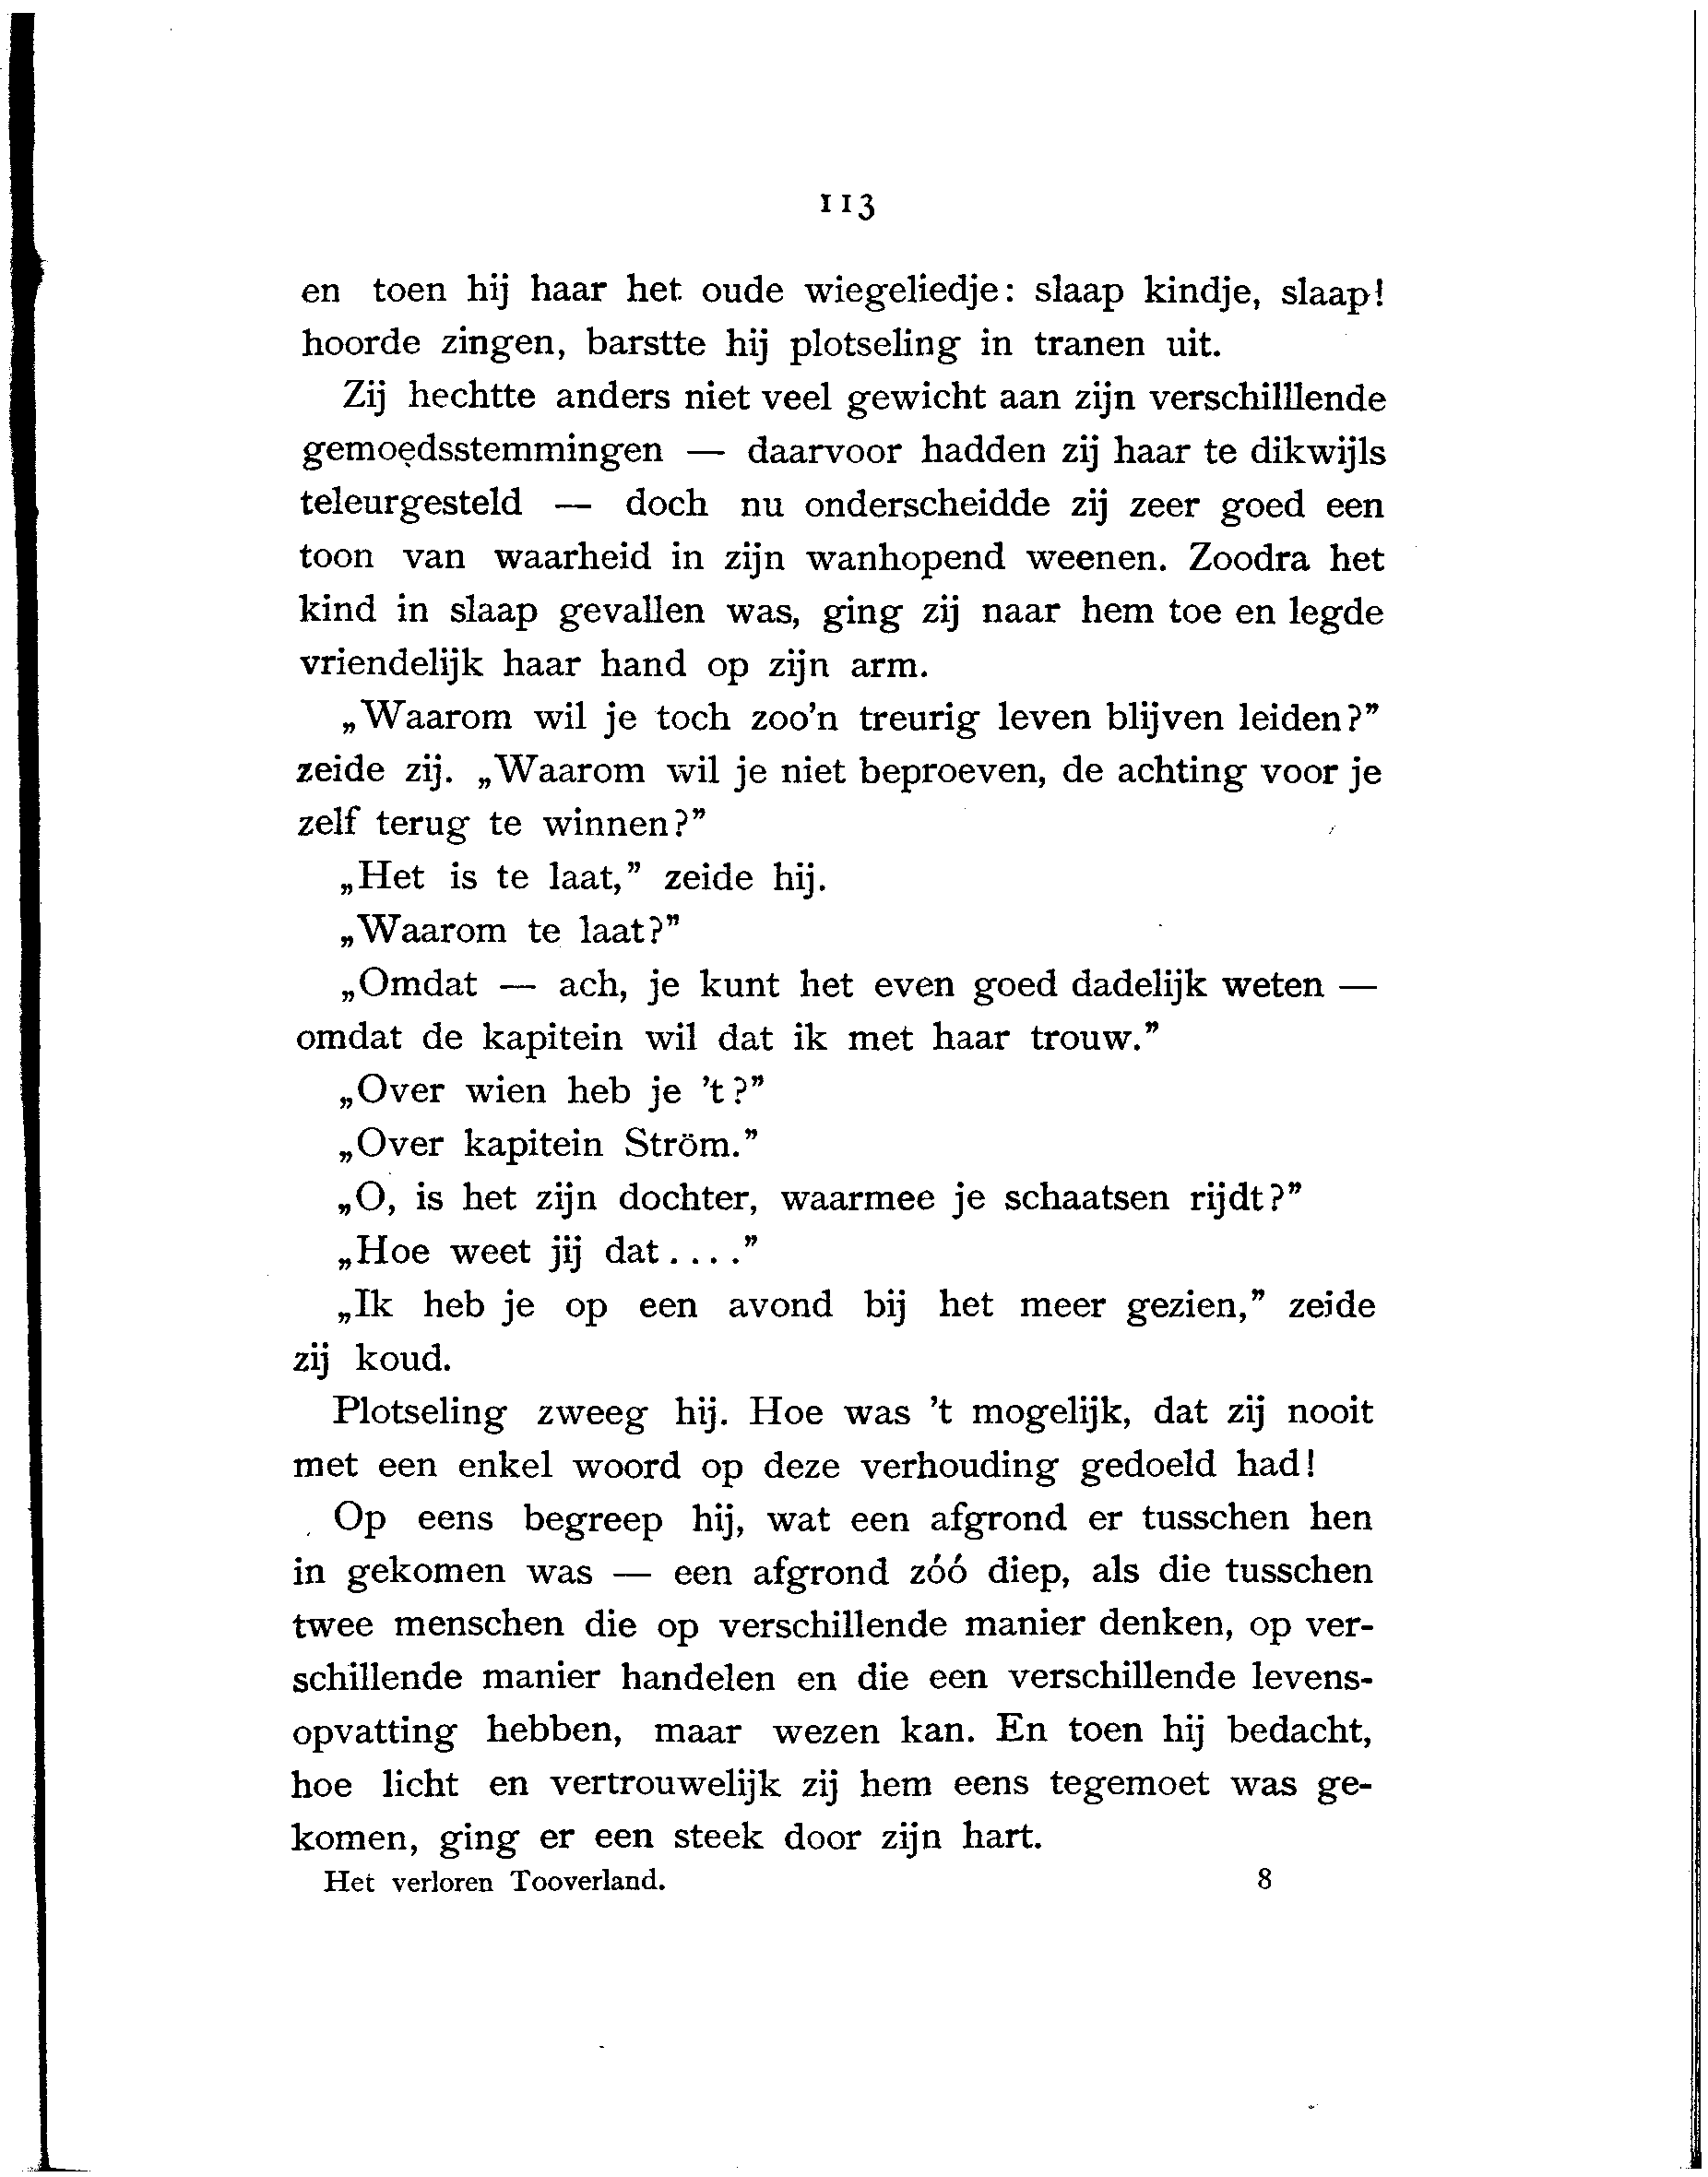 113
en toen hij haar het oude wiegeliedje: slaap kindje, slaap!
hoorde zingen, barstte hij plotseling in tranen uit.
Zij hechtte anders niet veel gewicht aan zijn verschilllende
gemoedsstemmingen — daarvoor hadden zij haar te dikwijls
teleurgesteld — doch nu onderscheidde zij zeer goed een
toon van waarheid in zijn wanhopend weenen. Zoodra het
kind in slaap gevallen was, ging zij naar hem toe en legde
vriendelijk haar hand op zijn arm.
„Waarom wil je toch zoo'n treurig leven blijven leiden?”
zeide zij. „Waarom wil je niet beproeven, de achting voor je
zelf terug te winnen?”
„Het is te laat,” zeide hij.
„Waarom te laat?”
„Omdat — ach, je kunt het even goed dadelijk weten —
omdat de kapitein wil dat ik met haar trouw.”
„Over wien heb je 't?”
„Over kapitein Ström.”
„O, is het zijn dochter, waarmee je schaatsen rijdt?”
„Hoe weet jij dat....”
„Ik heb je op een avond bij het meer gezien,” zeide
zij koud.
Plotseling zweeg hij. Hoe was 't mogelijk, dat zij nooit
met een enkel woord op deze verhouding gedoeld had!
Op eens begreep hij, wat een afgrond er tusschen hen
in gekomen was — een afgrond zóó diep, als die tusschen
twee menschen die op verschillende manier denken, op ver-
schillende manier handelen en die een verschillende levens-
opvatting hebben, maar wezen kan. En toen hij bedacht,
hoe licht en vertrouwelijk zij hem eens tegemoet was ge-
komen, ging er een steek door zijn hart.
Het verloren Tooverland. 8